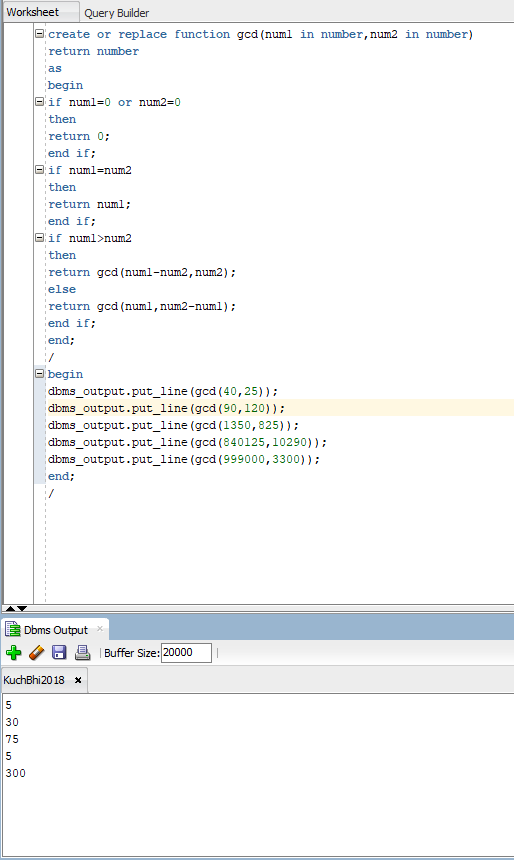 Worksheet Query Builder
create or replace function gcd(num1 in number,num2 in number)
return number
as
begin
if num1=0 or num2=0
then
return 0;
end if;
if num1=num2
then
return num1;
end if;
if num1>num2
then
return gcd(num1-num2,num2);
else
return gcd(num1,num2-num1);
end if;
end;
/
begin
dbms_output.put_line(gcd(40,25));
dbms_output.put_line(gcd(90,120));
dbms_output.put_line(gcd(1350,825));
dbms_output.put_line(gcd(840125,10290));
dbms_output.put_line(gcd(999000,3300));
end;
/
Dbms Output
Buffer Size: 20000
KuchBhi2018
5
30
75
5
300